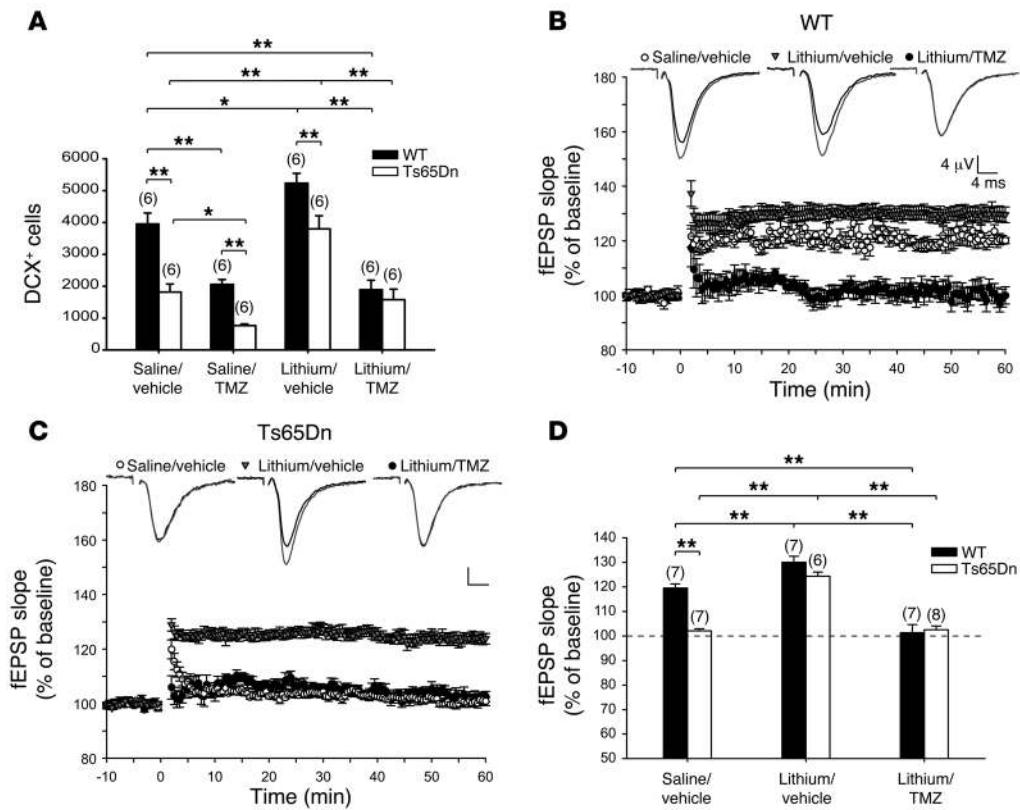 A
**
** **
* **
**
**
**
*
**
6000
5000
4000
3000
2000
1000
0
DCX⁺ cells
(6)
(6)
(6)
(6)
(6)
(6)
(6)
(6)
WT
Ts65Dn
Saline/
vehicle
Saline/
TMZ
Lithium/
vehicle
Lithium/
TMZ
B
WT
Saline/vehicle Lithium/vehicle Lithium/TMZ
180
160
140
120
100
80
fEPSP slope
(% of baseline)
4 µV
4 ms
-10 0 10 20 30 40 50 60
Time (min)
C
Ts65Dn
Saline/vehicle Lithium/vehicle Lithium/TMZ
180
160
140
120
100
80
fEPSP slope
(% of baseline)
-10 0 10 20 30 40 50 60
Time (min)
D
**
** **
** **
**
WT
Ts65Dn
140
130
120
110
100
90
80
70
60
50
fEPSP slope
(% of baseline)
(7)
(7)
(7)
(6)
(7) (8)
Saline/
vehicle
Lithium/
vehicle
Lithium/
TMZ